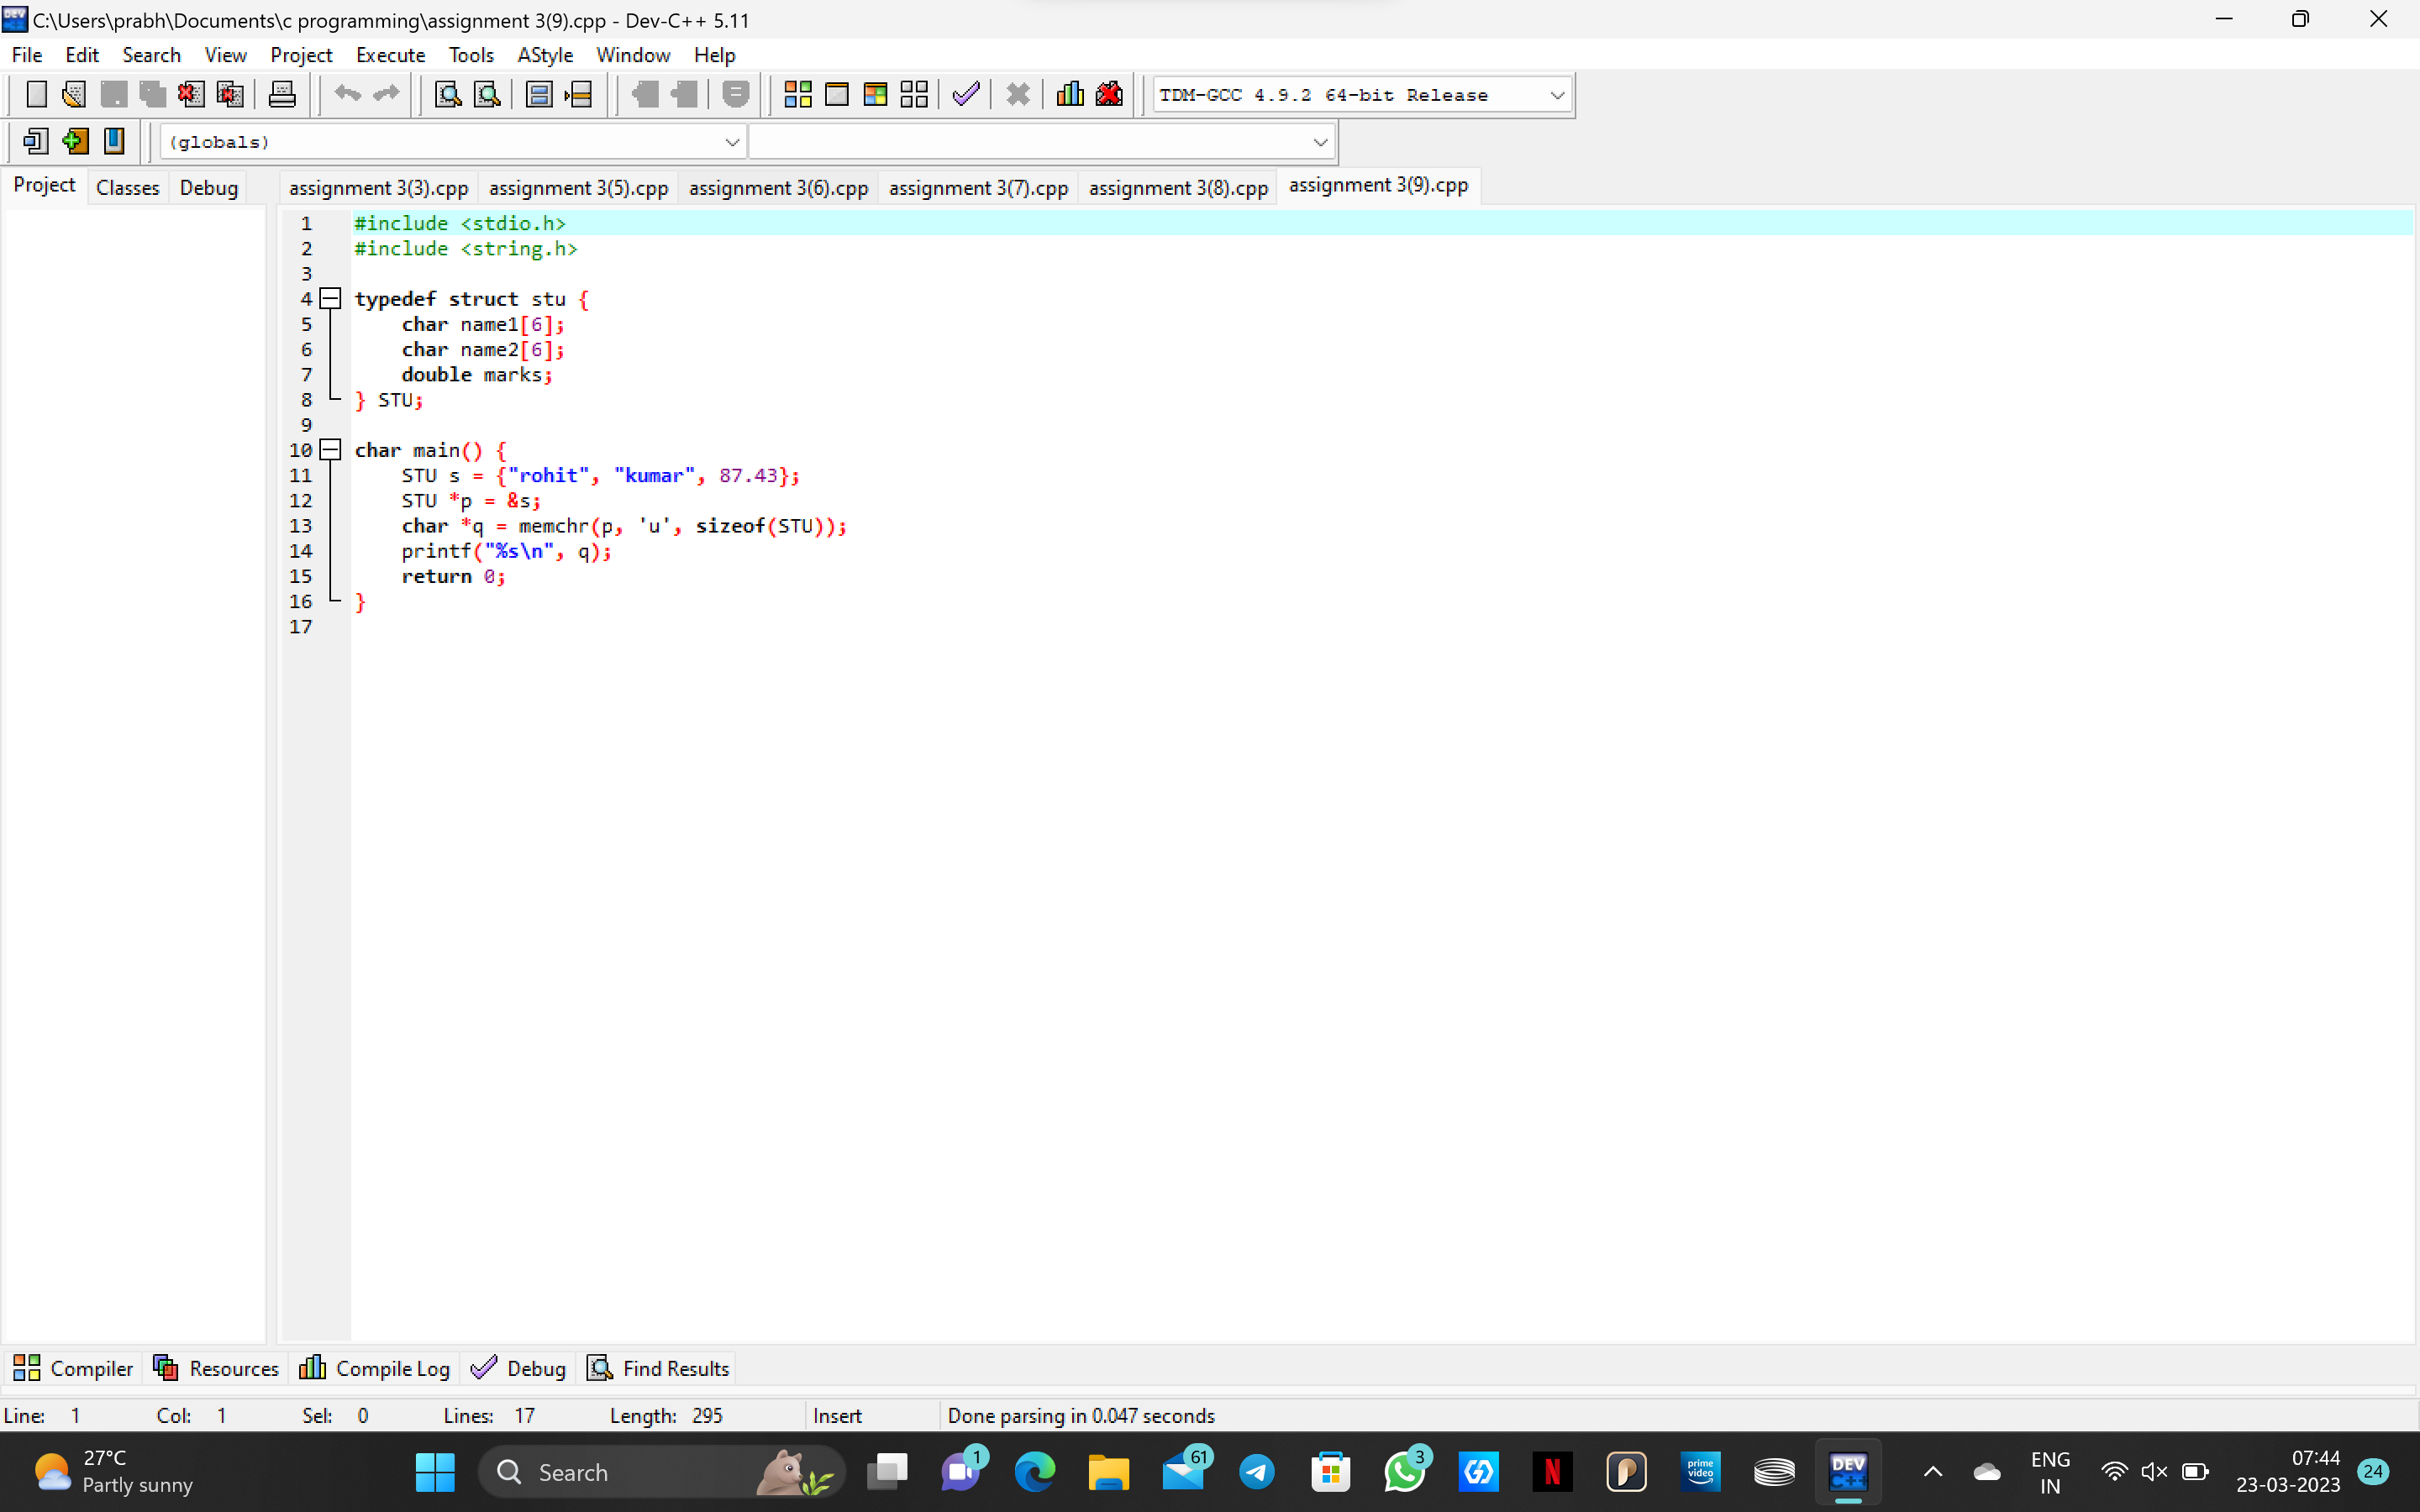 C:\Users\prabh\Documents\c programming\assignment 3(9).cpp - Dev-C++ 5.11
File Edit Search View Project Execute Tools AStyle Window Help
TDM-GCC 4.9.2 64-bit Release
(globals)
Project Classes Debug
assignment 3(3).cpp assignment 3(5).cpp assignment 3(6).cpp assignment 3(7).cpp assignment 3(8).cpp assignment 3(9).cpp
1 #include <stdio.h>
2 #include <string.h>
3
4 typedef struct stu {
5 char name1[6];
6 char name2[6];
7 double marks;
8 } STU;
9
10 char main() {
11 STU s = {"rohit", "kumar", 87.43};
12 STU *p = &s;
13 char *q = memchr(p, 'u', sizeof(STU));
14 printf("%s\n", q);
15 return 0;
16 }
17
Compiler Resources Compile Log Debug Find Results
Line: 1 Col: 1 Sel: 0 Lines: 17 Length: 295 Insert Done parsing in 0.047 seconds
27°C
Partly sunny
Search
1
61
3
N
P
prime video
DEV C++
ENG
IN
07:44
23-03-2023
24